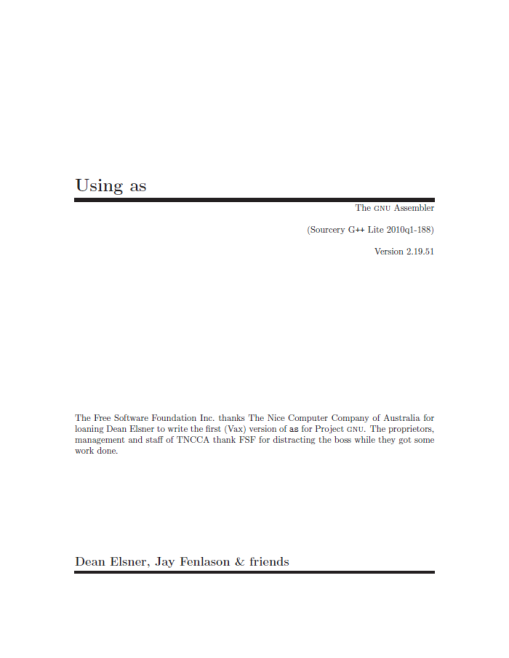 Using as
The GNU Assembler
(Sourcery G++ Lite 2010q1-188)
Version 2.19.51
The Free Software Foundation Inc. thanks The Nice Computer Company of Australia for
loaning Dean Elsner to write the first (Vax) version of as for Project GNU. The proprietors,
management and staff of TNCCA thank FSF for distracting the boss while they got some
work done.
Dean Elsner, Jay Fenlason & friends